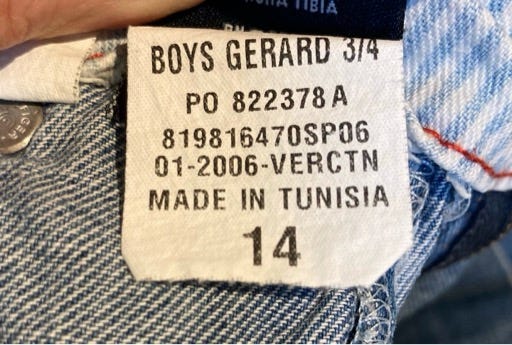 BOYS GERARD 3/4
PO 822378 A
819816470SP06
01-2006-VERCTN
MADE IN TUNISIA
14